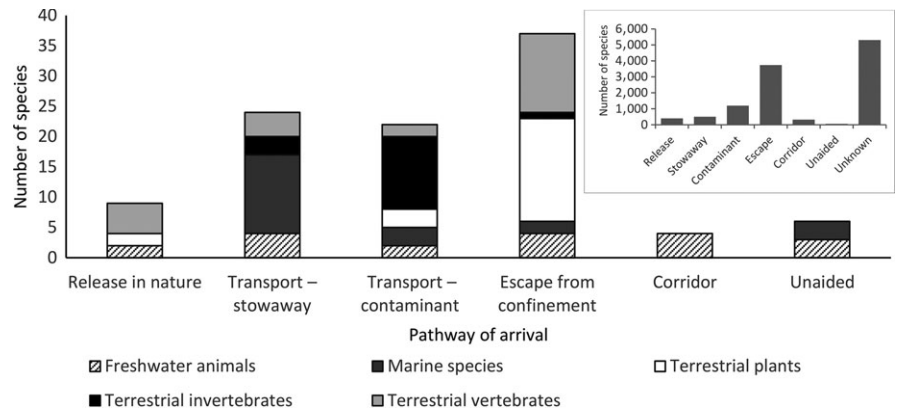 Number of species
40
35
30
25
20
15
10
5
0
Release in nature
Transport –
stowaway
Transport –
contaminant
Escape from
confinement
Corridor
Unaided
Pathway of arrival
Number of species
6,000
5,000
4,000
3,000
2,000
1,000
0
Release
Stowaway
Contaminant
Escape
Corridor
Unaided
Unknown
Freshwater animals
Marine species
Terrestrial plants
Terrestrial invertebrates
Terrestrial vertebrates